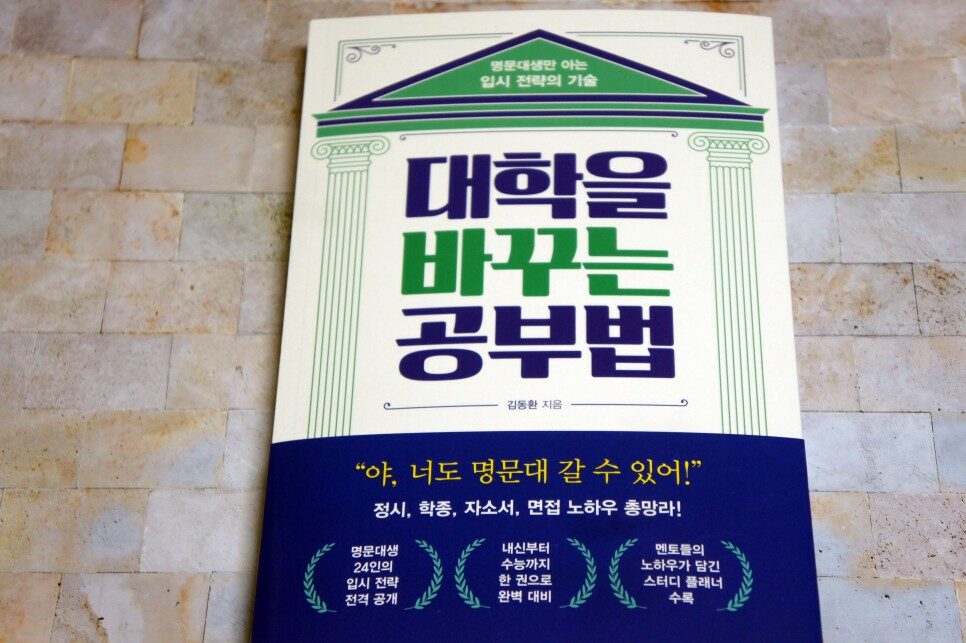 명문대생만 아는
입시 전략의 기술
대학을
바꾸는
공부법
김동환 지음
“야, 너도 명문대 갈 수 있어!”
정시, 학종, 자소서, 면접 노하우 총망라!
명문대생
24인의
입시 전략
전격 공개
내신부터
수능까지
한 권으로
완벽 대비
멘토들의
노하우가 담긴
스터디 플래너
수록